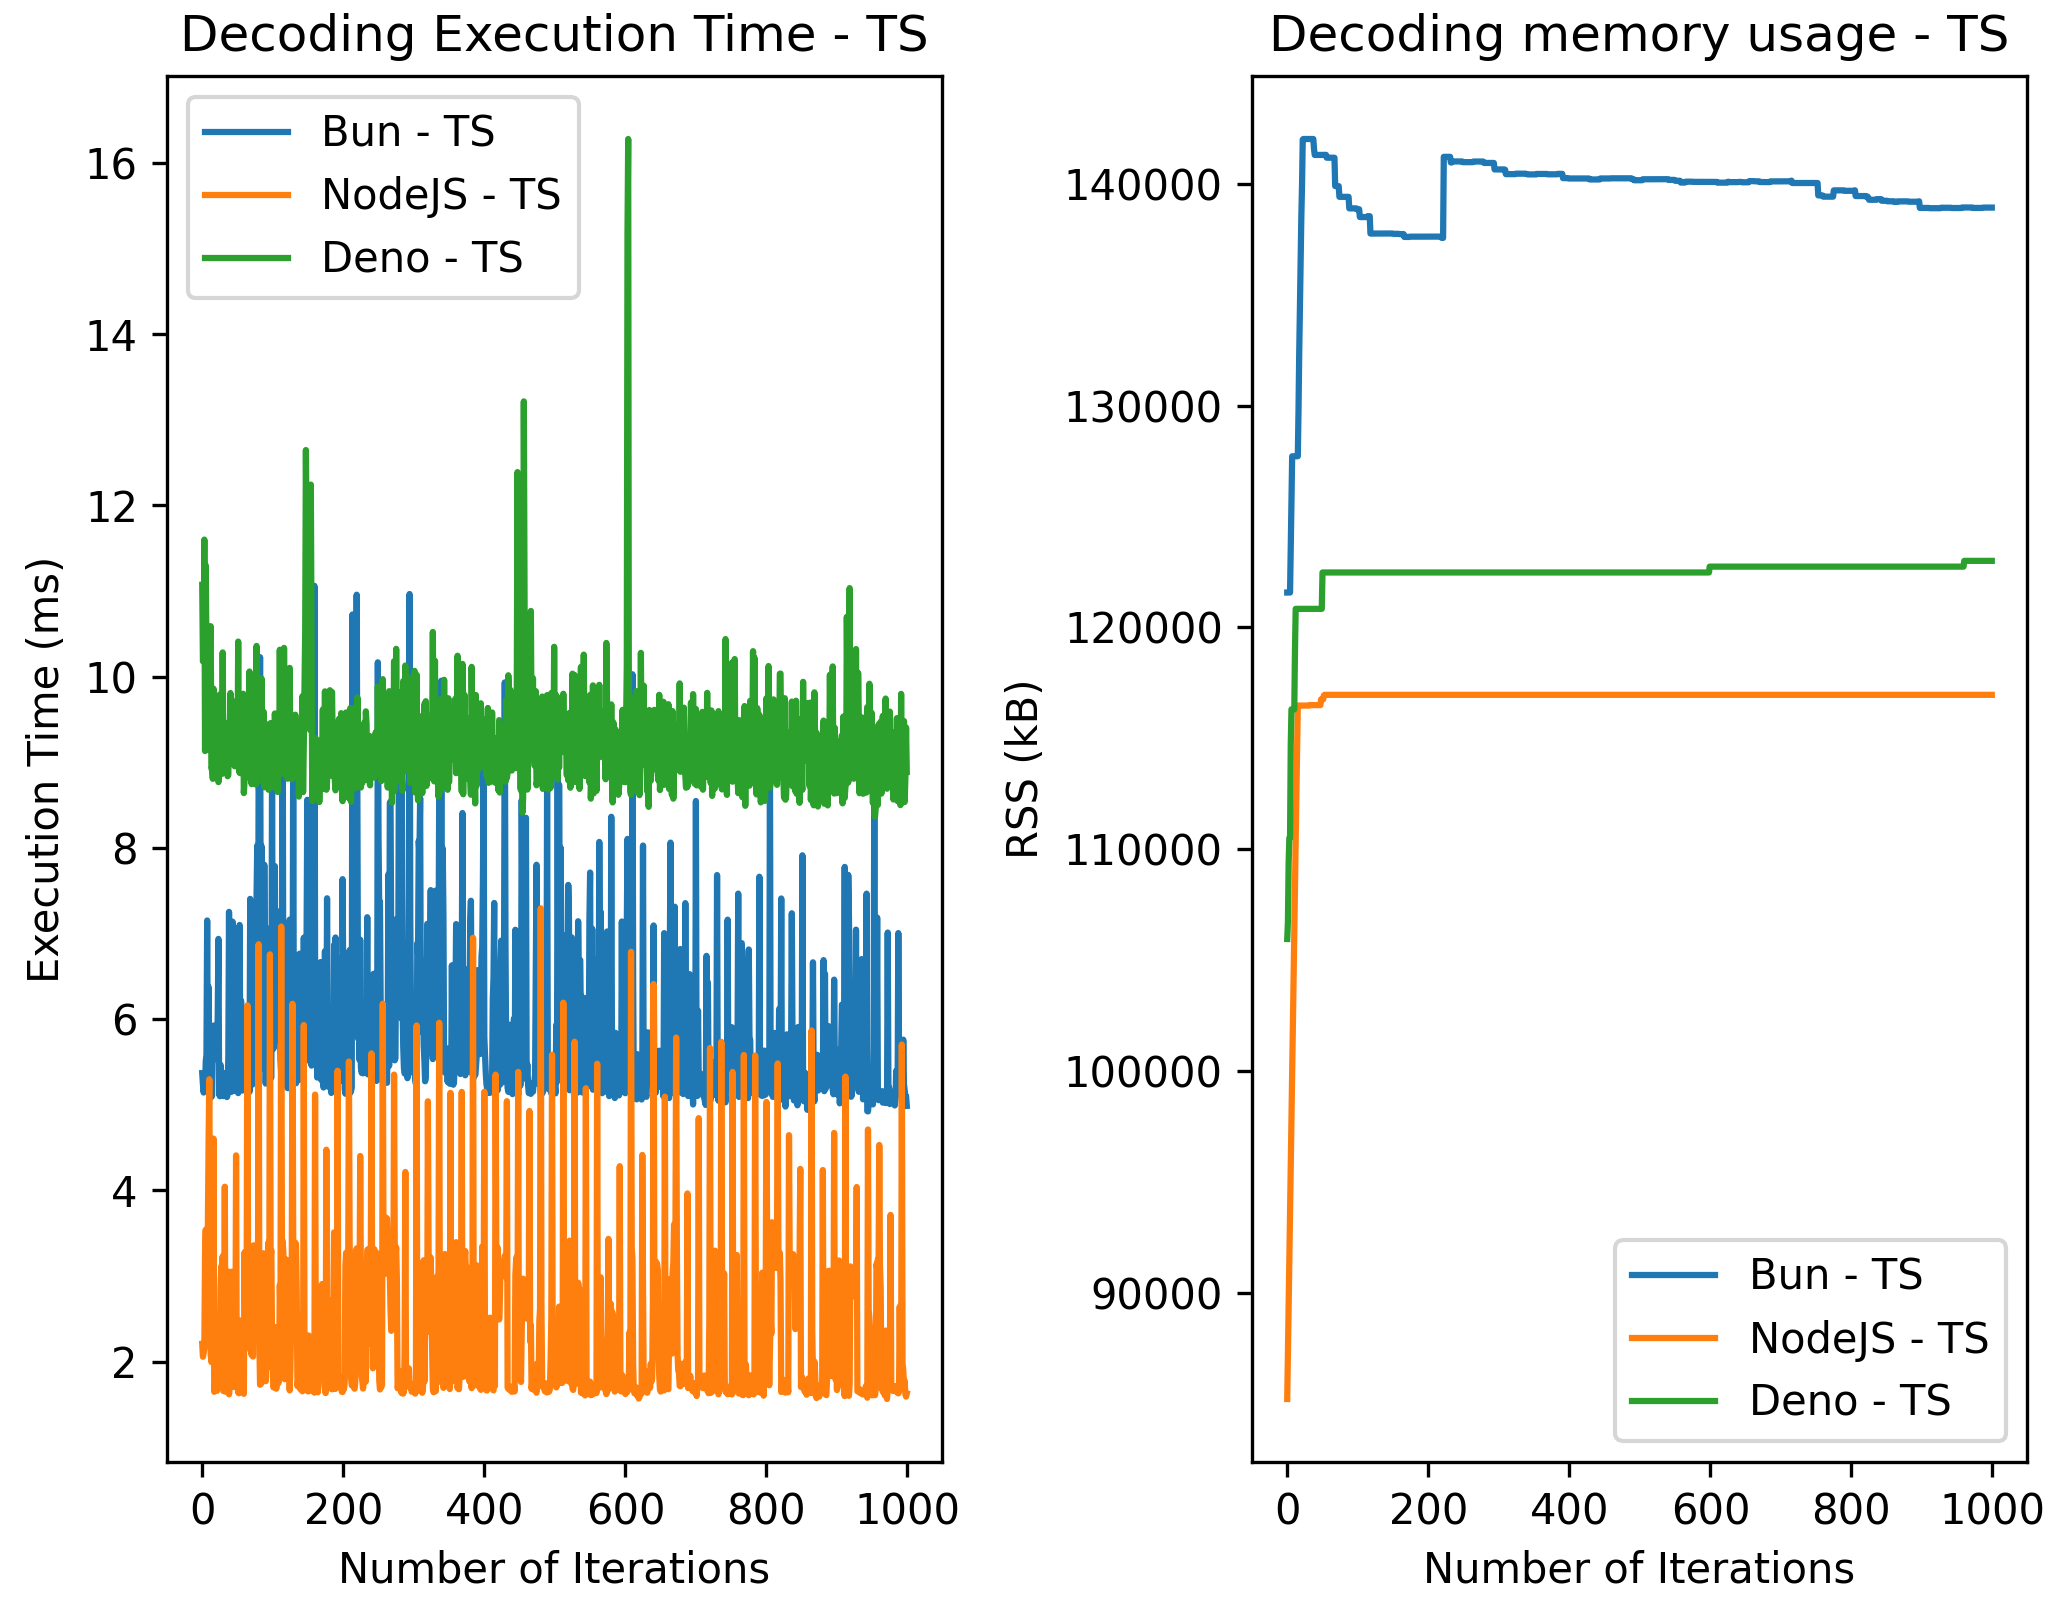 Decoding Execution Time - TS
Bun - TS
NodeJS - TS
Deno - TS
16
14
12
10
8
6
4
2
Execution Time (ms)
0 200 400 600 800 1000
Number of Iterations
Decoding memory usage - TS
140000
130000
120000
110000
100000
90000
RSS (kB)
Bun - TS
NodeJS - TS
Deno - TS
0 200 400 600 800 1000
Number of Iterations